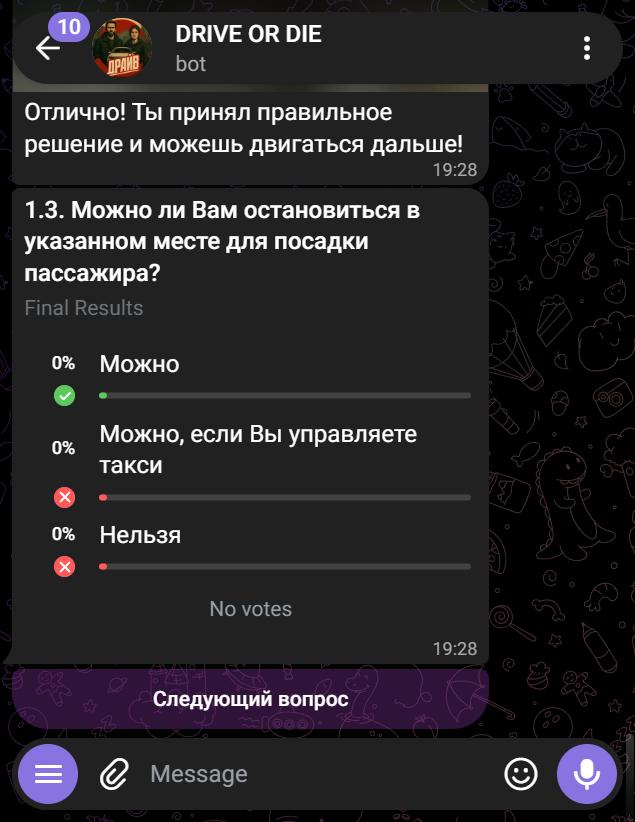 10
DRIVE OR DIE
bot
ДРАЙВ
Отлично! Ты принял правильное
решение и можешь двигаться дальше!
19:28
1.3. Можно ли Вам остановиться в
указанном месте для посадки
пассажира?
Final Results
0% Можно
0% Можно, если Вы управляете
такси
0% Нельзя
No votes
19:28
Следующий вопрос
Message